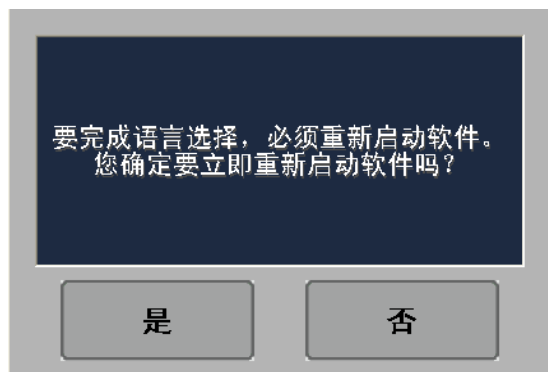 要完成语言选择，必须重新启动软件。
您确定要立即重新启动软件吗？
是
否